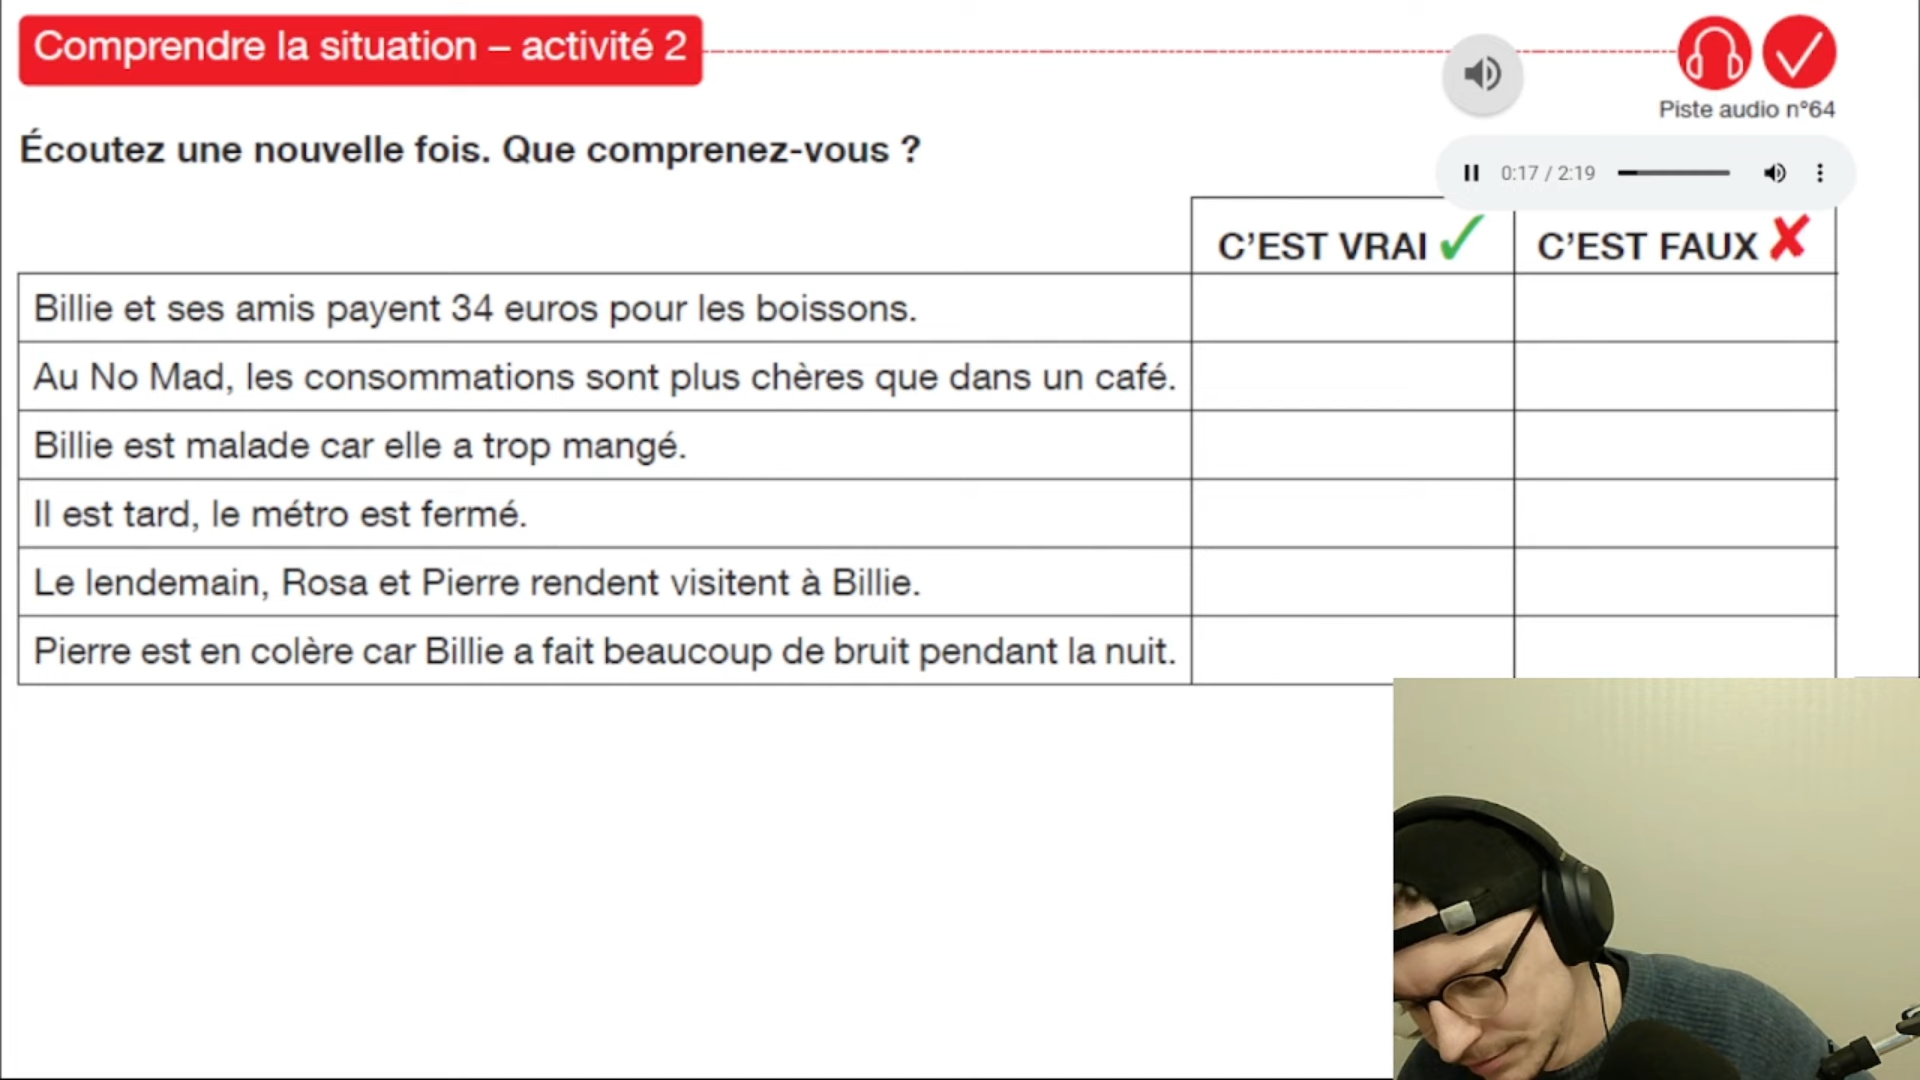 Comprendre la situation – activité 2
Piste audio n°64
Écoutez une nouvelle fois. Que comprenez-vous ?
0:17 / 2:19
C'EST VRAI
C'EST FAUX
Billie et ses amis payent 34 euros pour les boissons.
Au No Mad, les consommations sont plus chères que dans un café.
Billie est malade car elle a trop mangé.
Il est tard, le métro est fermé.
Le lendemain, Rosa et Pierre rendent visitent à Billie.
Pierre est en colère car Billie a fait beaucoup de bruit pendant la nuit.